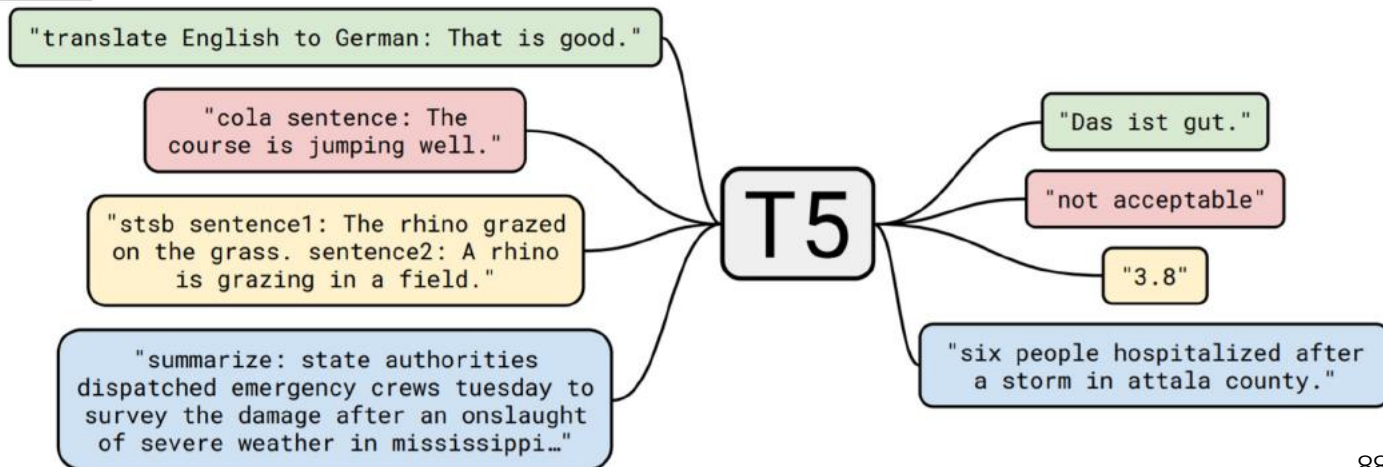 "translate English to German: That is good."
"cola sentence: The
course is jumping well."
"stsb sentence1: The rhino grazed
on the grass. sentence2: A rhino
is grazing in a field."
"summarize: state authorities
dispatched emergency crews tuesday to
survey the damage after an onslaught
of severe weather in mississippi…"
T5
"Das ist gut."
"not acceptable"
"3.8"
"six people hospitalized after
a storm in attala county."